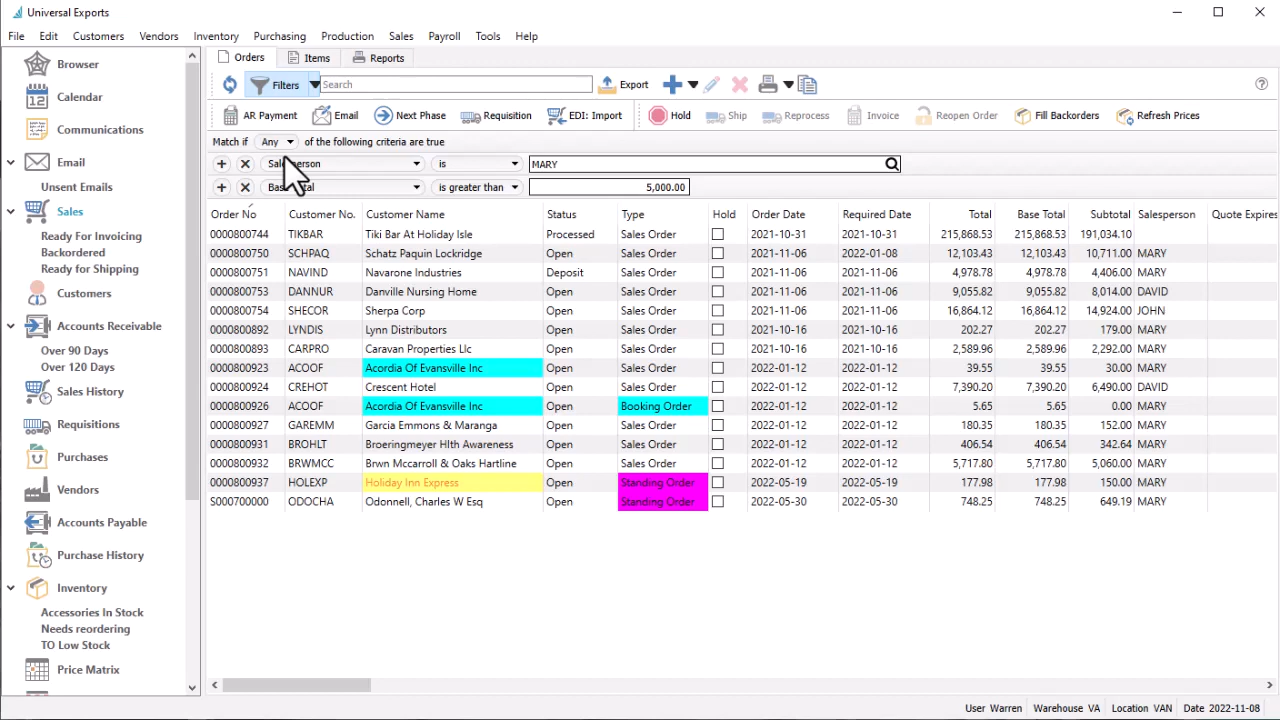 Universal Exports
File Edit Customers Vendors Inventory Purchasing Production Sales Payroll Tools Help
Browser
Calendar
Communications
Email
Unsent Emails
Sales
Ready For Invoicing
Backordered
Ready for Shipping
Customers
Accounts Receivable
Over 90 Days
Over 120 Days
Sales History
Requisitions
Purchases
Vendors
Accounts Payable
Purchase History
Inventory
Accessories In Stock
Needs reordering
TO Low Stock
Price Matrix
Orders Items Reports
Filters Search Export
AR Payment Email Next Phase Requisition EDI: Import Hold Ship Reprocess Invoice Reopen Order Fill Backorders Refresh Prices
Match if Any of the following criteria are true
is MARY
is greater than 5,000.00
Order No Customer No. Customer Name Status Type Hold Order Date Required Date Total Base Total Subtotal Salesperson Quote Expires
0000800744 TIKBAR Tiki Bar At Holiday Isle Processed Sales Order 2021-10-31 2021-10-31 215,868.53 215,868.53 191,034.10
0000800750 SCHPAQ Schatz Paquin Lockridge Open Sales Order 2021-11-06 2022-01-08 12,103.43 12,103.43 10,711.00 MARY
0000800751 NAVIND Navarone Industries Deposit Sales Order 2021-11-06 2021-11-06 4,978.78 4,978.78 4,406.00 MARY
0000800753 DANNUR Danville Nursing Home Open Sales Order 2021-11-06 2021-11-06 9,055.82 9,055.82 8,014.00 DAVID
0000800754 SHECOR Sherpa Corp Open Sales Order 2021-11-06 2021-11-06 16,864.12 16,864.12 14,924.00 JOHN
0000800892 LYNDIS Lynn Distributors Open Sales Order 2021-10-16 2021-10-16 202.27 202.27 179.00 MARY
0000800893 CARPRO Caravan Properties Llc Open Sales Order 2021-10-16 2021-10-16 2,589.96 2,589.96 2,292.00 MARY
0000800923 ACOOF Acordia Of Evansville Inc Open Sales Order 2022-01-12 2022-01-12 39.55 39.55 30.00 MARY
0000800924 CREHOT Crescent Hotel Open Sales Order 2022-01-12 2022-01-12 7,390.20 7,390.20 6,490.00 DAVID
0000800926 ACOOF Acordia Of Evansville Inc Open Booking Order 2022-01-12 2022-01-12 5.65 5.65 0.00 MARY
0000800927 GAREMM Garcia Emmons & Maranga Open Sales Order 2022-01-12 2022-01-12 180.35 180.35 152.00 MARY
0000800931 BROHLT Broeringmeyer Hlth Awareness Open Sales Order 2022-01-12 2022-01-12 406.54 406.54 342.64 MARY
0000800932 BRWMCC Brwn Mccarroll & Oaks Hartline Open Sales Order 2022-01-12 2022-01-12 5,717.80 5,717.80 5,060.00 MARY
0000800937 HOLEXP Holiday Inn Express Open Standing Order 2022-05-19 2022-05-19 177.98 177.98 150.00 MARY
S000700000 ODOCHA Odonnell, Charles W Esq Open Standing Order 2022-05-30 2022-05-30 748.25 748.25 649.19 MARY
User Warren Warehouse VA Location VAN Date 2022-11-08